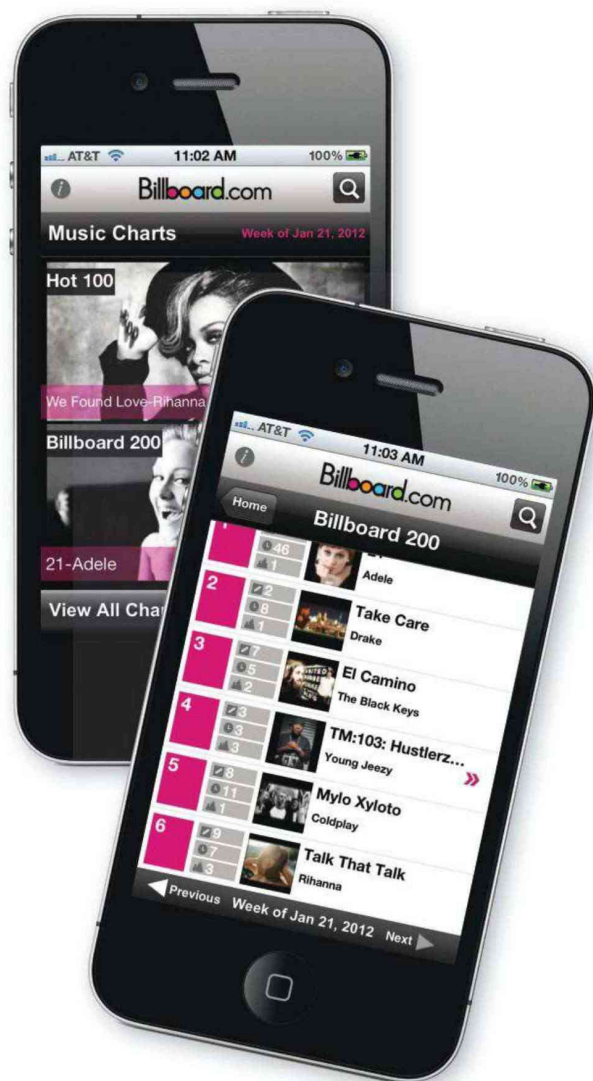 AT&T 11:02 AM 100%
i Billboard.com
Music Charts Week of Jan 21, 2012
Hot 100
We Found Love-Rihanna
Billboard 200
21-Adele
View All Cha
AT&T 11:03 AM 100%
i Billboard.com
Home Billboard 200
46
1
Adele
2
2
8
1
Take Care
Drake
3
7
5
2
El Camino
The Black Keys
4
3
3
3
TM:103: Hustlerz...
Young Jeezy
5
8
11
1
Mylo Xyloto
Coldplay
6
9
7
3
Talk That Talk
Rihanna
Previous Week of Jan 21, 2012 Next